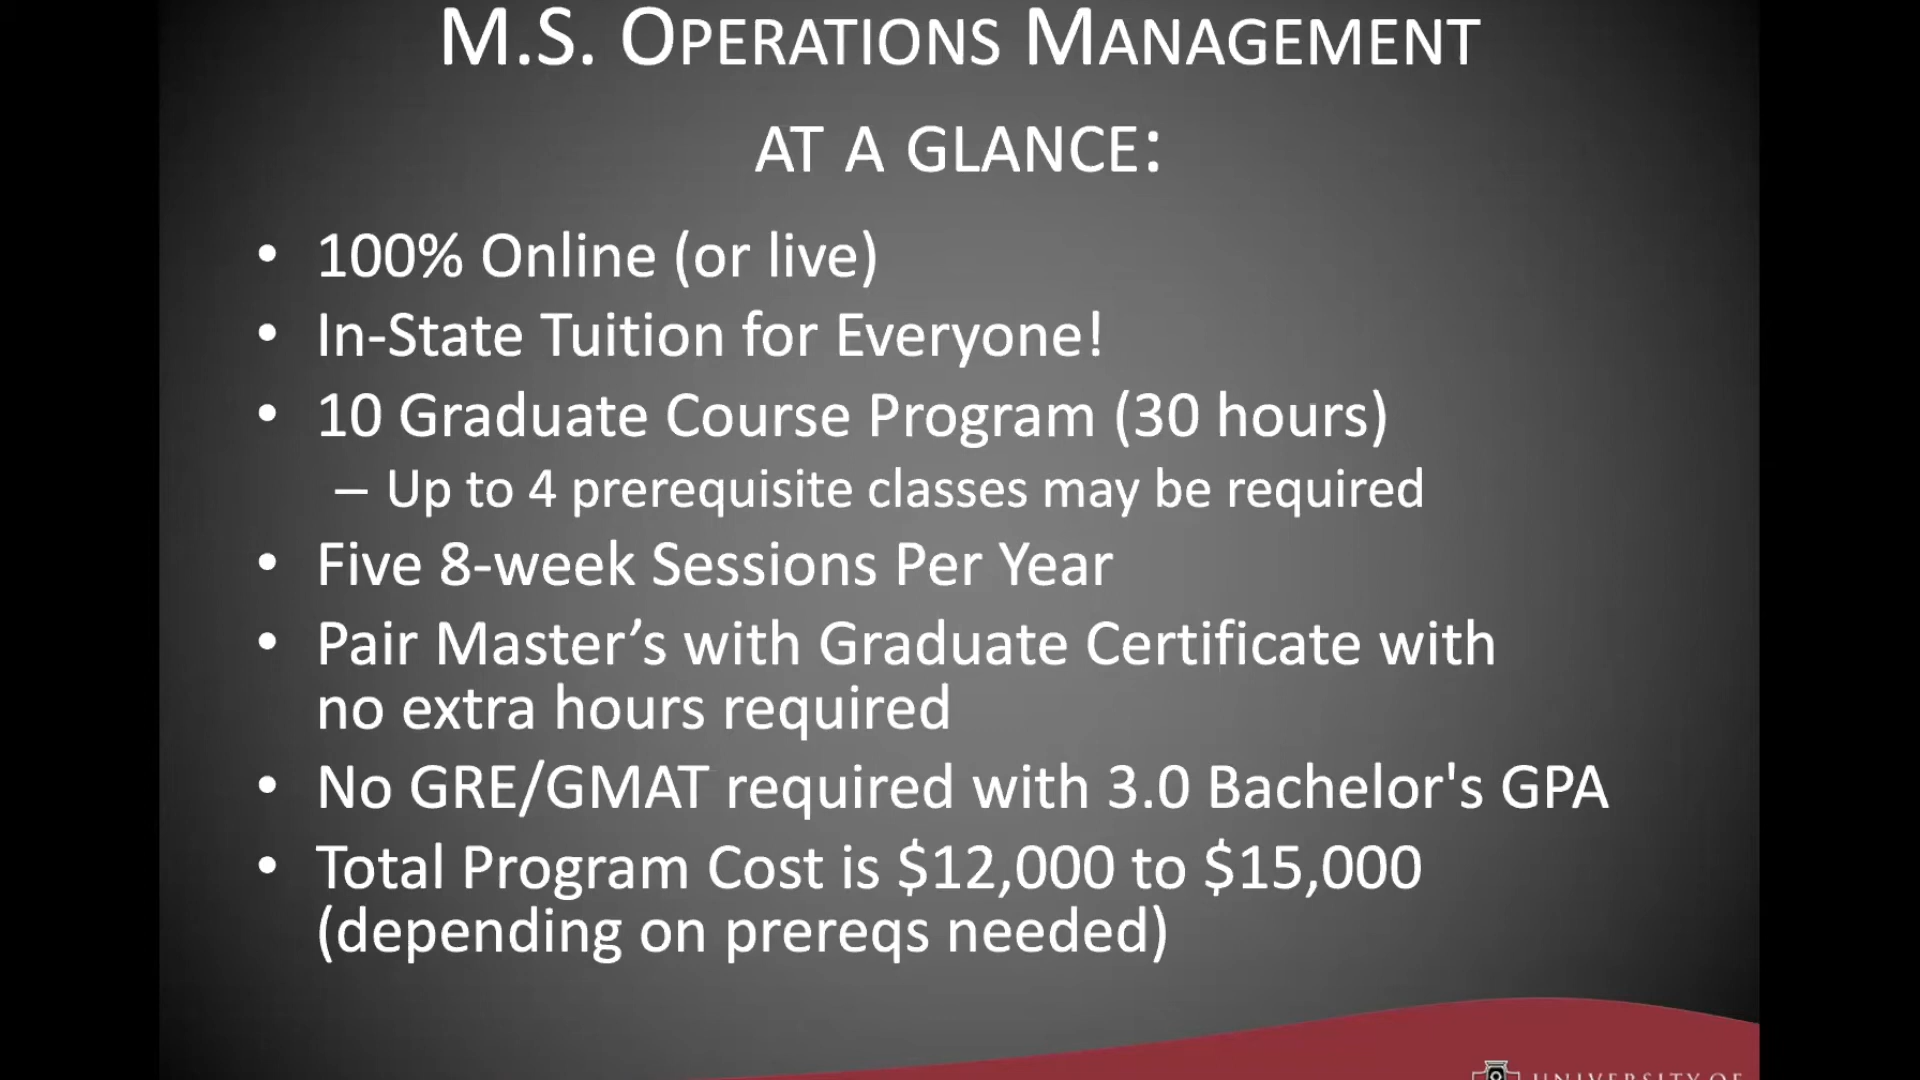 M.S. OPERATIONS MANAGEMENT
AT A GLANCE:
• 100% Online (or live)
• In-State Tuition for Everyone!
• 10 Graduate Course Program (30 hours)
– Up to 4 prerequisite classes may be required
• Five 8-week Sessions Per Year
• Pair Master’s with Graduate Certificate with
no extra hours required
• No GRE/GMAT required with 3.0 Bachelor's GPA
• Total Program Cost is $12,000 to $15,000
(depending on prereqs needed)
UNIVERSITY OF